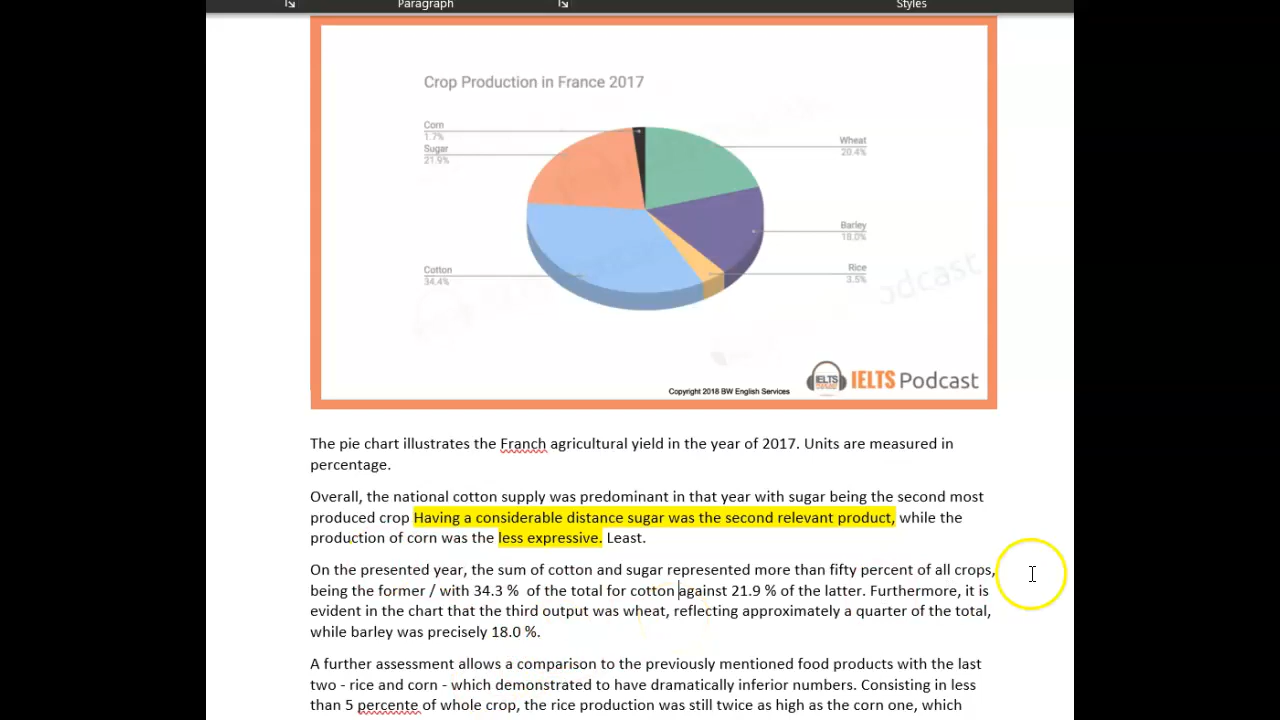 Paragraph
Styles
Crop Production in France 2017
Corn
1.7%
Sugar
21.9%
Wheat
20.4%
Barley
18.0%
Rice
3.5%
Cotton
34.4%
odcast
IELTS
IELTS Podcast
Copyright 2018 BW English Services
The pie chart illustrates the Franch agricultural yield in the year of 2017. Units are measured in
percentage.
Overall, the national cotton supply was predominant in that year with sugar being the second most
produced crop Having a considerable distance sugar was the second relevant product, while the
production of corn was the less expressive. Least.
On the presented year, the sum of cotton and sugar represented more than fifty percent of all crops,
being the former / with 34.3 %  of the total for cotton against 21.9 % of the latter. Furthermore, it is
evident in the chart that the third output was wheat, reflecting approximately a quarter of the total,
while barley was precisely 18.0 %.
A further assessment allows a comparison to the previously mentioned food products with the last
two - rice and corn - which demonstrated to have dramatically inferior numbers. Consisting in less
than 5 percente of whole crop, the rice production was still twice as high as the corn one, which